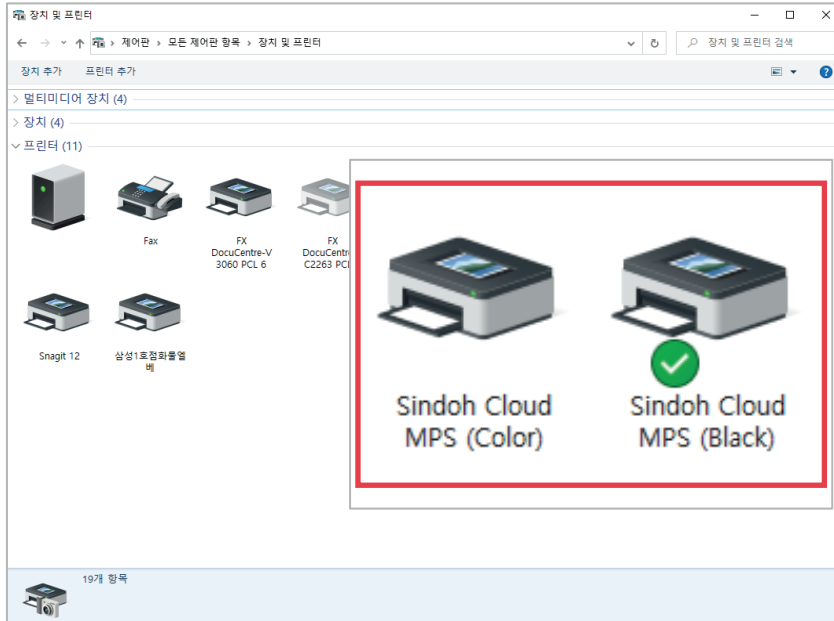 장치 및 프린터
제어판 › 모든 제어판 항목 › 장치 및 프린터
장치 및 프린터 검색
장치 추가 프린터 추가
멀티미디어 장치 (4)
장치 (4)
프린터 (11)
Fax
FX
DocuCentre-V
3060 PCL 6
FX
DocuCentr
C2263 PCL
Snagit 12
삼성1호점화롤엘
베
Sindoh Cloud
MPS (Color)
Sindoh Cloud
MPS (Black)
19개 항목